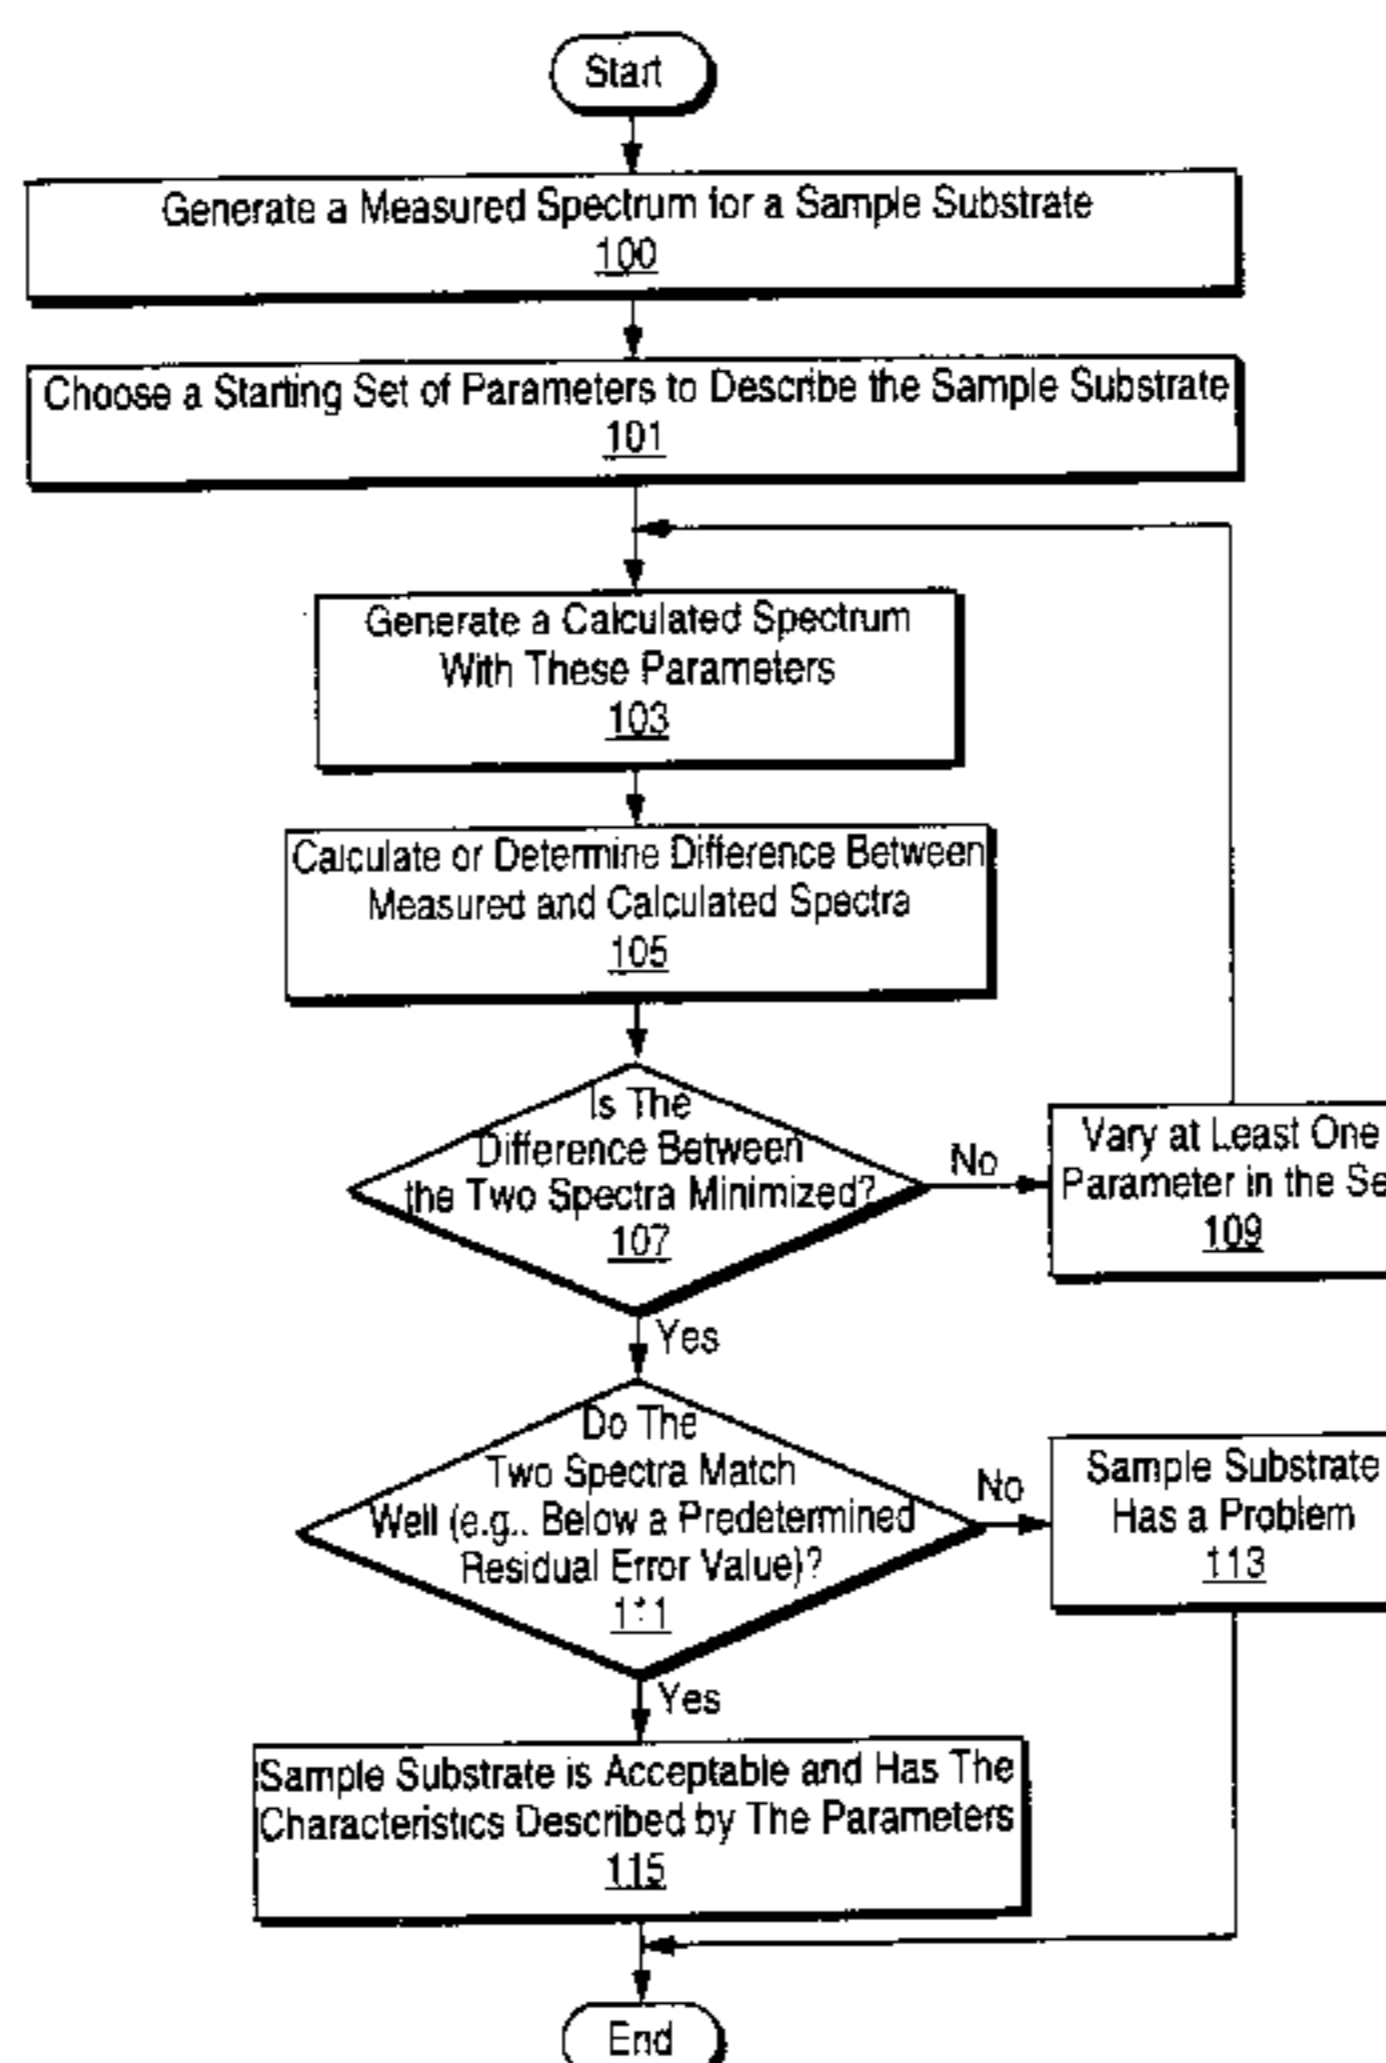 Start
Generate a Measured Spectrum for a Sample Substrate
100
Choose a Starting Set of Parameters to Describe the Sample Substrate
101
Generate a Calculated Spectrum
With These Parameters
103
Calculate or Determine Difference Between
Measured and Calculated Spectra
105
Is The
Difference Between
the Two Spectra Minimized?
107
No
Vary at Least One
Parameter in the Se
109
Yes
Do The
Two Spectra Match
Well (e.g.. Below a Predetermined
Residual Error Value)?
111
No
Sample Substrate
Has a Problem
113
Yes
Sample Substrate is Acceptable and Has The
Characteristics Described by The Parameters
115
End